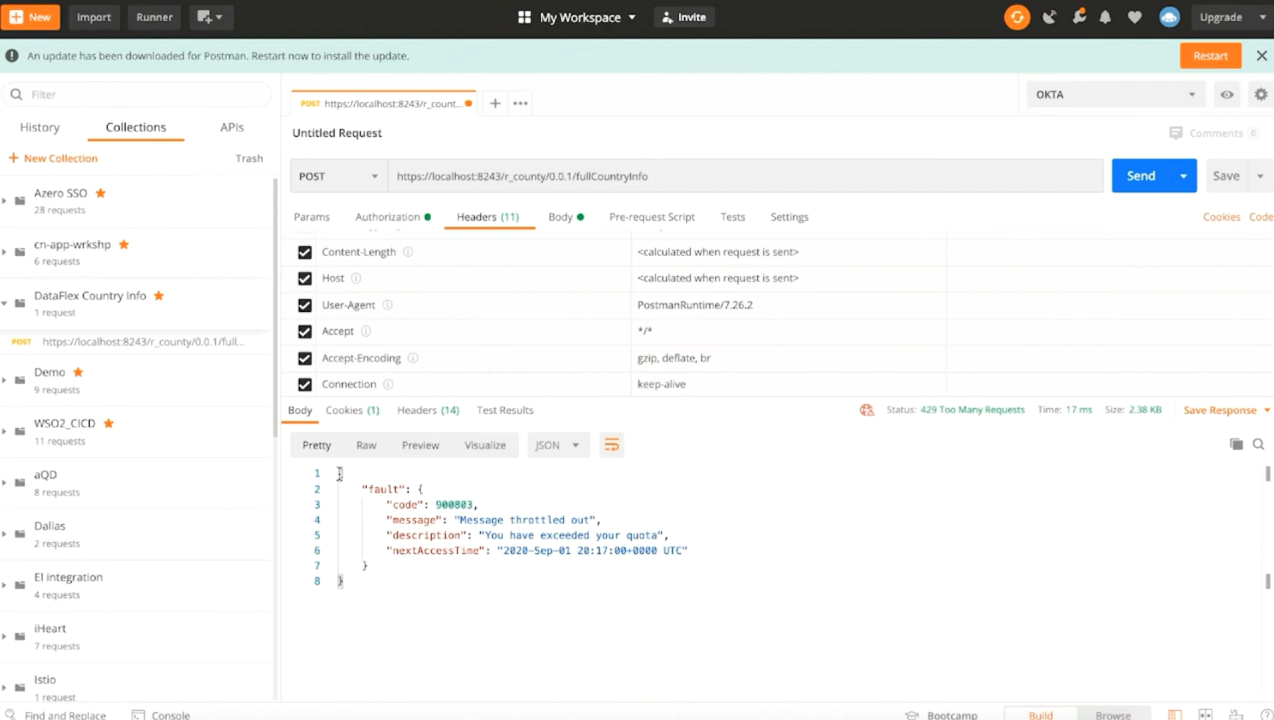 New
Import
Runner
My Workspace
Invite
Upgrade
An update has been downloaded for Postman. Restart now to install the update.
Restart
Filter
History
Collections
APIs
+ New Collection
Trash
Azero SSO
28 requests
cn-app-wrkshp
6 requests
DataFlex Country Info
1 request
POST https://localhost:8243/r_county/0.0.1/full...
Demo
9 requests
WSO2_CICD
11 requests
aQD
8 requests
Dallas
2 requests
EI integration
4 requests
iHeart
7 requests
Istio
1 request
Find and Replace
Console
POST https://localhost:8243/r_count...
OKTA
Untitled Request
Comments 0
POST
https://localhost:8243/r_county/0.0.1/fullCountryInfo
Send
Save
Params
Authorization
Headers (11)
Body
Pre-request Script
Tests
Settings
Cookies
Code
Content-Length <calculated when request is sent>
Host <calculated when request is sent>
User-Agent PostmanRuntime/7.26.2
Accept */*
Accept-Encoding gzip, deflate, br
Connection keep-alive
Body
Cookies (1)
Headers (14)
Test Results
Status: 429 Too Many Requests
Time: 17 ms
Size: 2.38 KB
Save Response
Pretty
Raw
Preview
Visualize
JSON
1 {
2 "fault": {
3 "code": 900803,
4 "message": "Message throttled out",
5 "description": "You have exceeded your quota",
6 "nextAccessTime": "2020-Sep-01 20:17:00+0000 UTC"
7 }
8 }
Bootcamp
Build
Browse